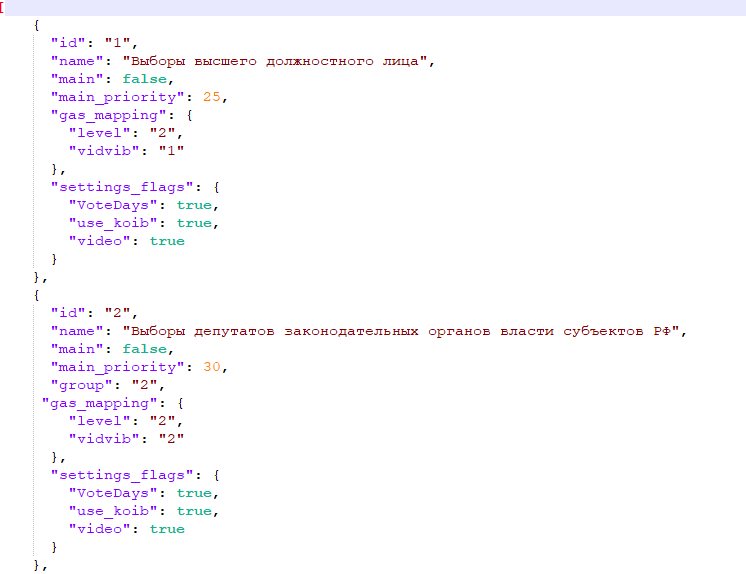 [
{
"id": "1",
"name": "Выборы высшего должностного лица",
"main": false,
"main_priority": 25,
"gas_mapping": {
"level": "2",
"vidvib": "1"
},
"settings_flags": {
"VoteDays": true,
"use_koib": true,
"video": true
}
},
{
"id": "2",
"name": "Выборы депутатов законодательных органов власти субъектов РФ",
"main": false,
"main_priority": 30,
"group": "2",
"gas_mapping": {
"level": "2",
"vidvib": "2"
},
"settings_flags": {
"VoteDays": true,
"use_koib": true,
"video": true
}
},